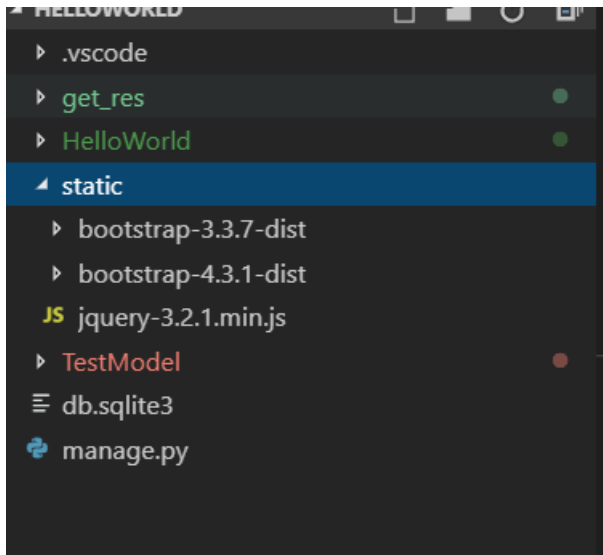 HELLOWORLD
.vscode
get_res
HelloWorld
static
bootstrap-3.3.7-dist
bootstrap-4.3.1-dist
JS jquery-3.2.1.min.js
TestModel
db.sqlite3
manage.py